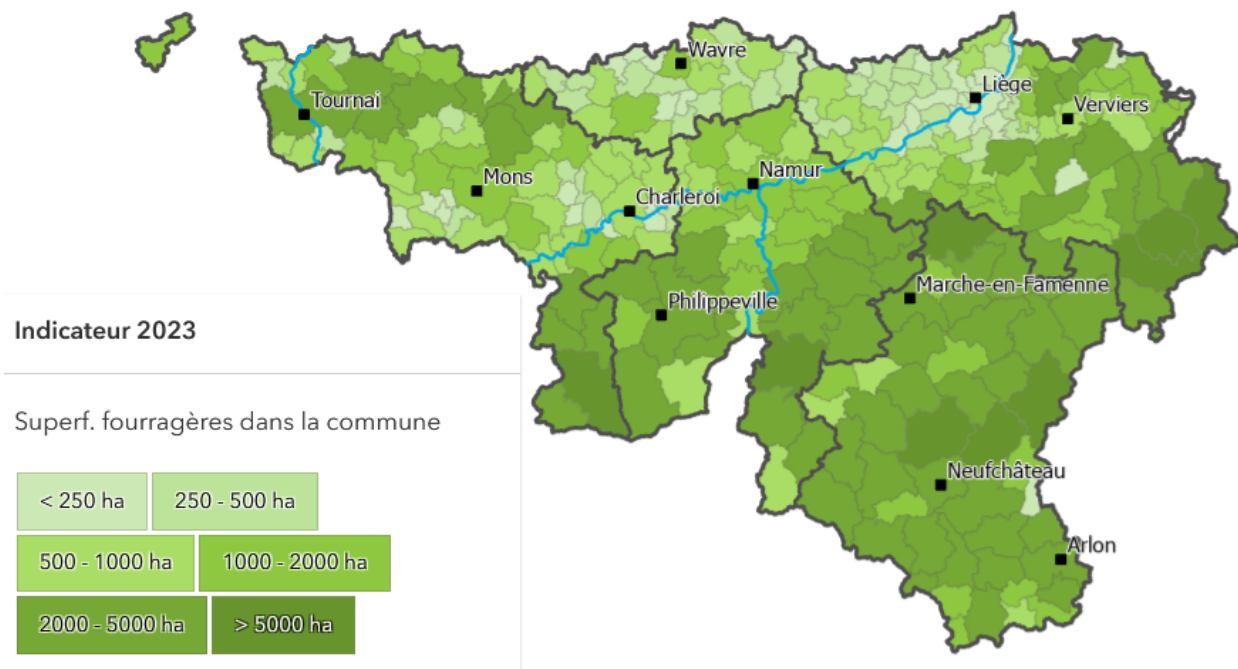 Wavre
Liège
Tournai
Verviers
Mons
Namur
Charleroi
Marche-en-Famenne
Philippeville
Indicateur 2023
Superf. fourragères dans la commune
< 250 ha
250 - 500 ha
500 - 1000 ha
1000 - 2000 ha
2000 - 5000 ha
> 5000 ha
Neufchâteau
Arlon